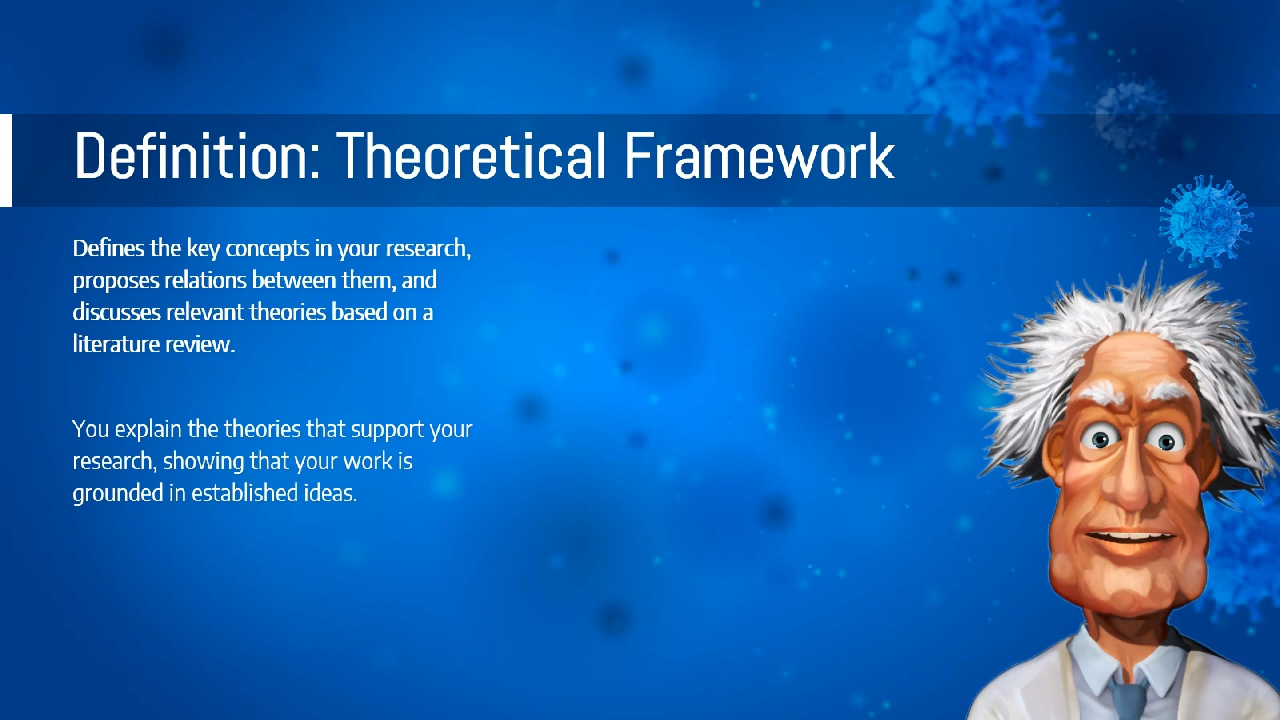 Definition: Theoretical Framework
Defines the key concepts in your research,
proposes relations between them, and
discusses relevant theories based on a
literature review.
You explain the theories that support your
research, showing that your work is
grounded in established ideas.